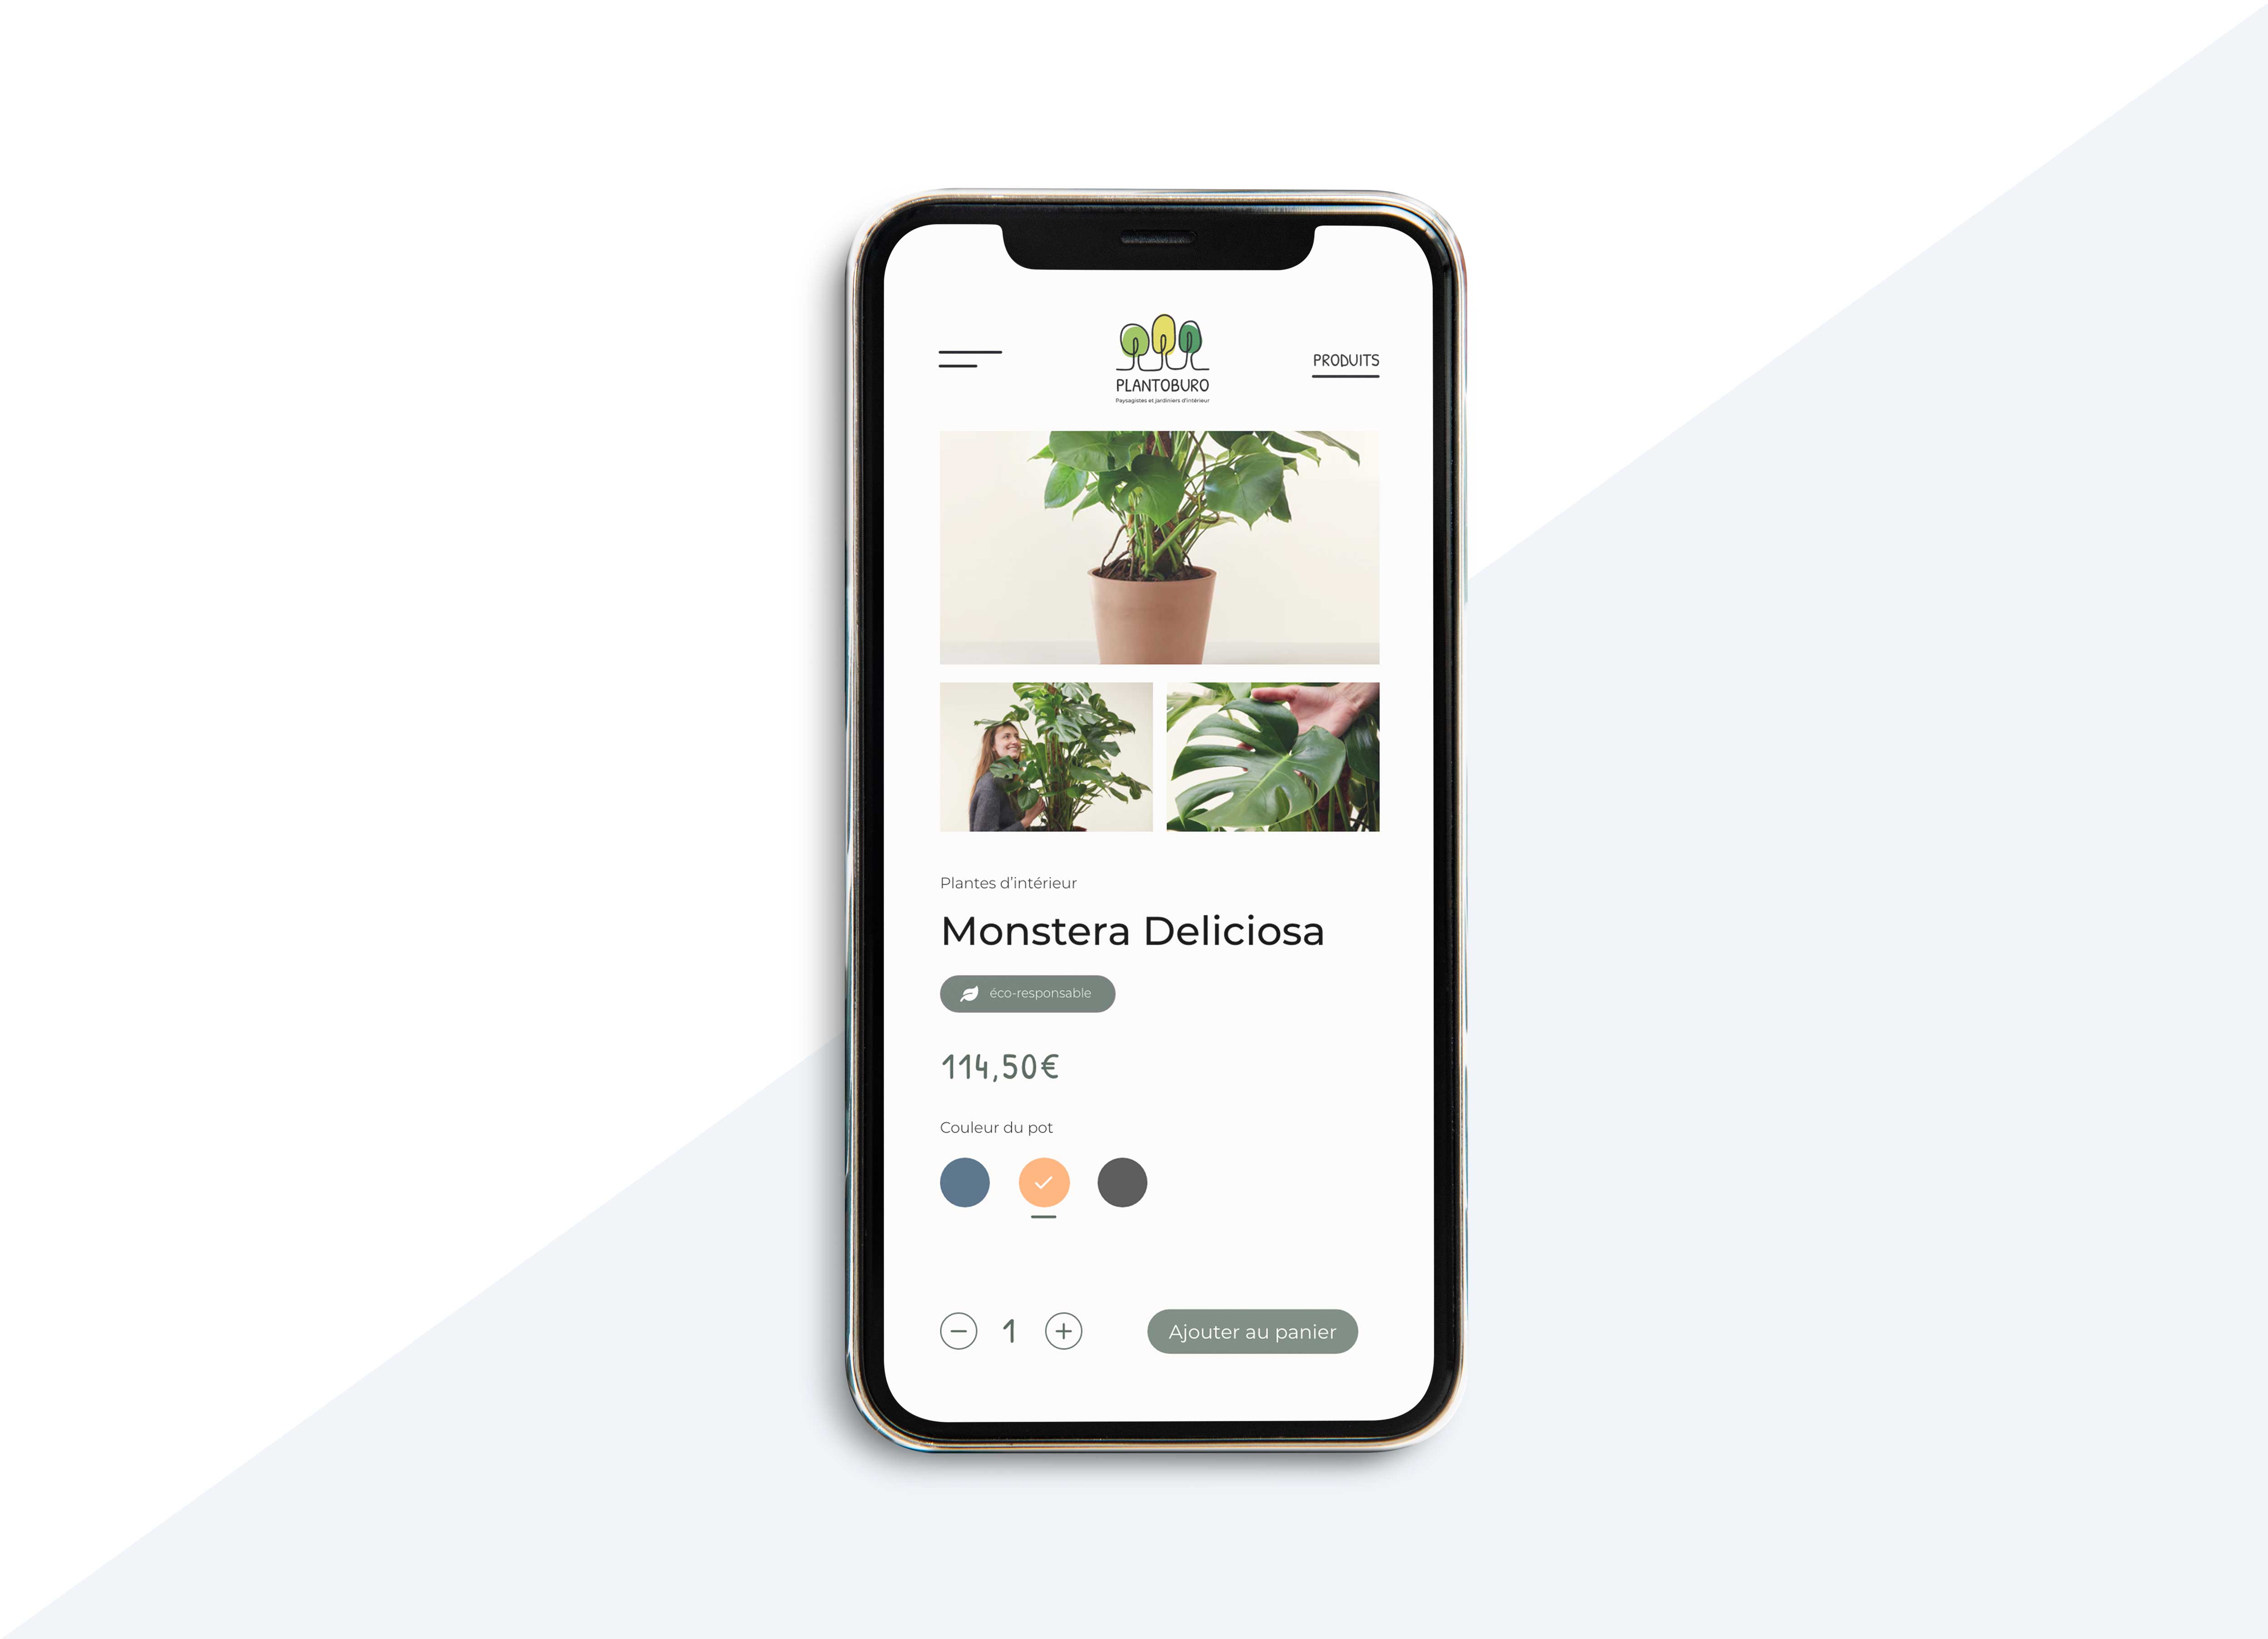 PRODUITS
PLANTOBURO
Paysagistes et jardiniers d'intérieur
Plantes d'intérieur
Monstera Deliciosa
éco-responsable
114,50€
Couleur du pot
1
Ajouter au panier